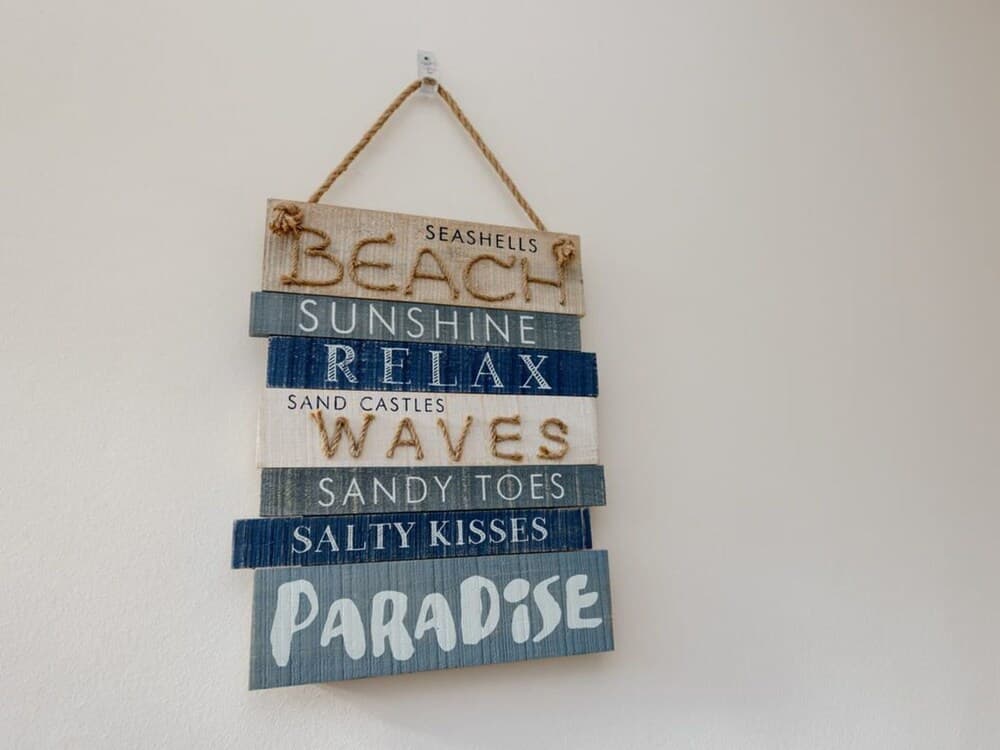 SEASHELLS
BEACH
SUNSHINE
RELAX
SAND CASTLES
WAVES
SANDY TOES
SALTY KISSES
PARADiSE